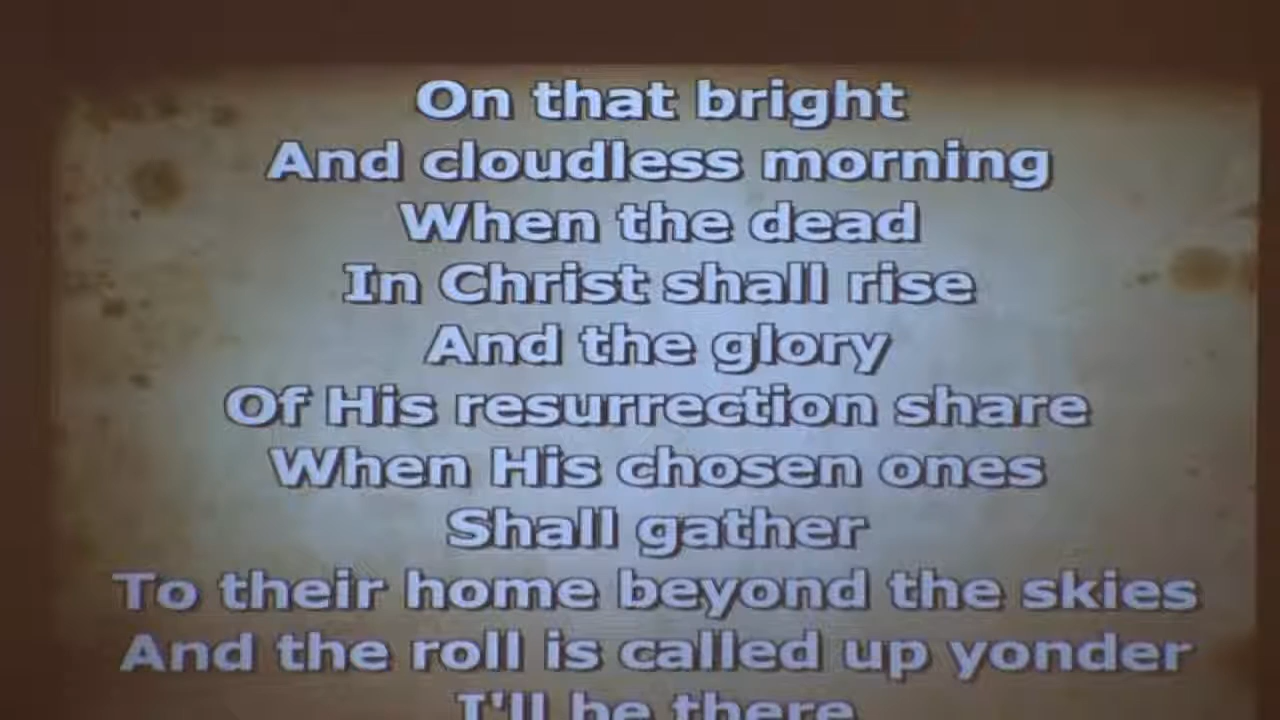 On that bright
And cloudless morning
When the dead
In Christ shall rise
And the glory
Of His resurrection share
When His chosen ones
Shall gather
To their home beyond the skies
And the roll is called up yonder
I'll be there